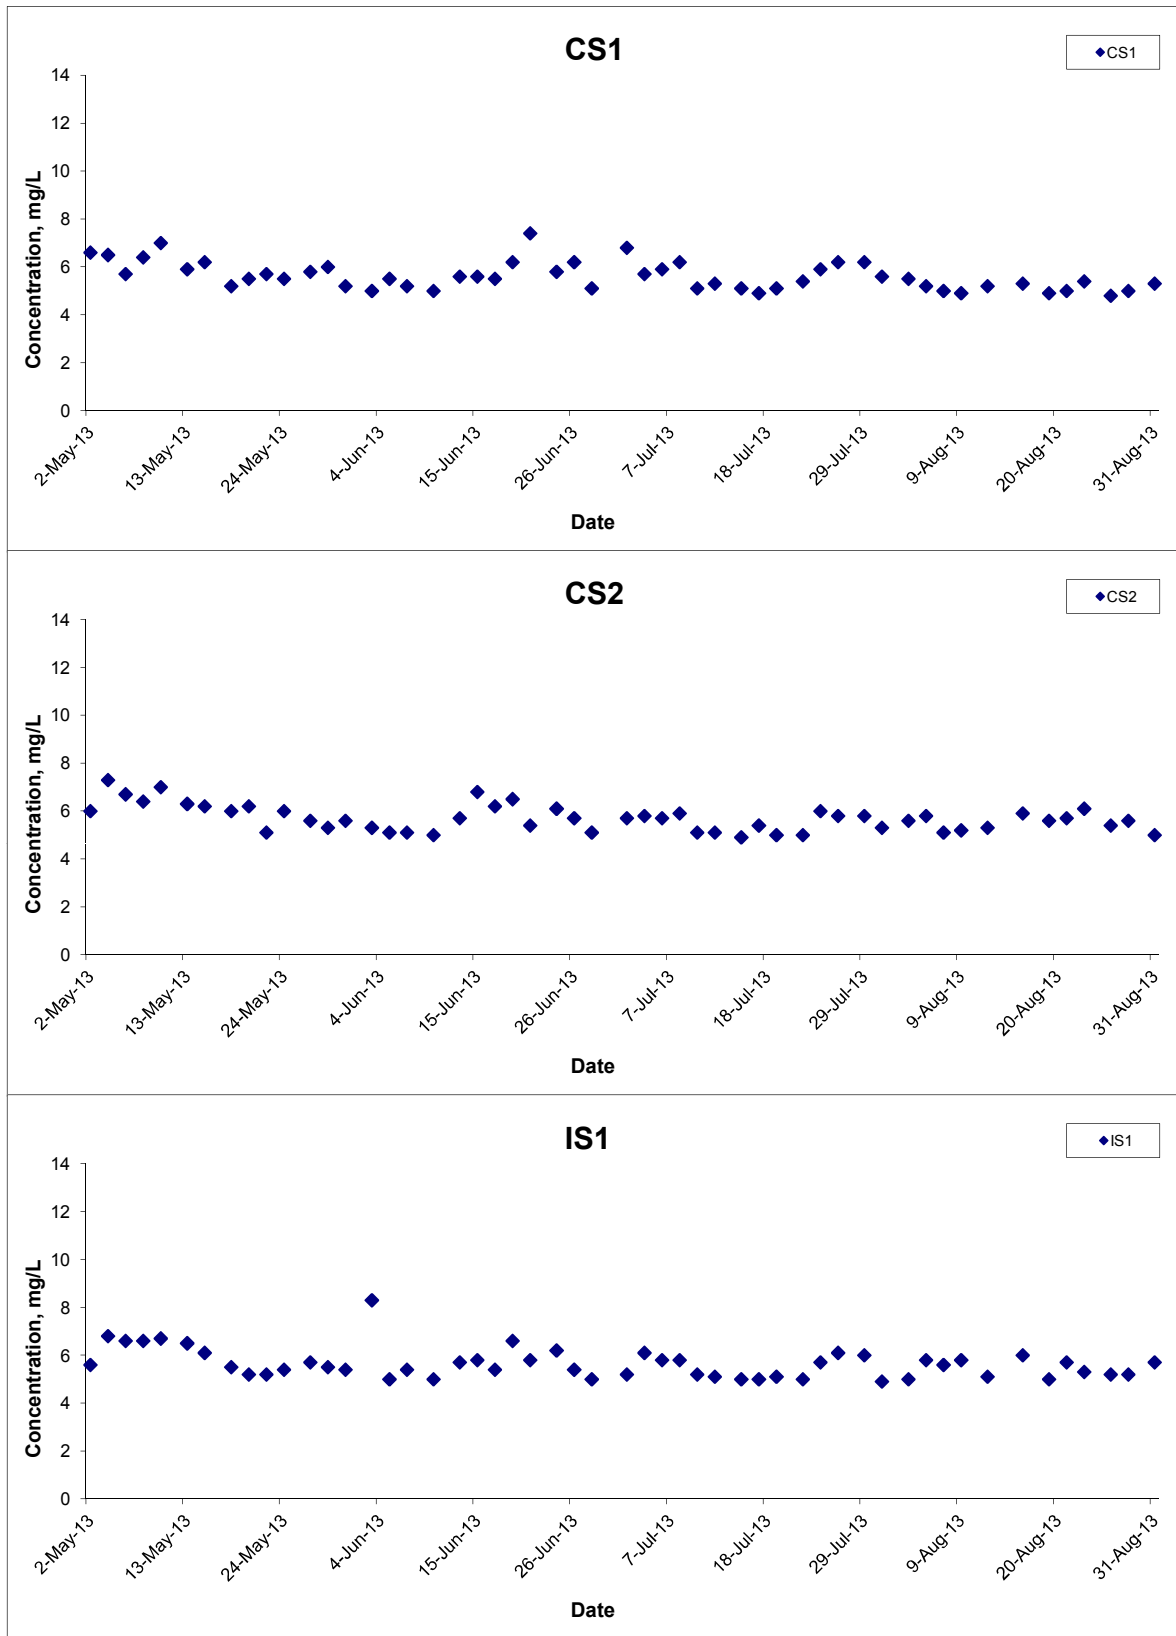 CS1
CS1
14
12
10
8
6
4
2
0
Concentration, mg/L
2-May-13
13-May-13
24-May-13
4-Jun-13
15-Jun-13
26-Jun-13
7-Jul-13
18-Jul-13
29-Jul-13
9-Aug-13
20-Aug-13
31-Aug-13
Date
CS2
CS2
14
12
10
8
6
4
2
0
Concentration, mg/L
2-May-13
13-May-13
24-May-13
4-Jun-13
15-Jun-13
26-Jun-13
7-Jul-13
18-Jul-13
29-Jul-13
9-Aug-13
20-Aug-13
31-Aug-13
Date
IS1
IS1
14
12
10
8
6
4
2
0
Concentration, mg/L
2-May-13
13-May-13
24-May-13
4-Jun-13
15-Jun-13
26-Jun-13
7-Jul-13
18-Jul-13
29-Jul-13
9-Aug-13
20-Aug-13
31-Aug-13
Date